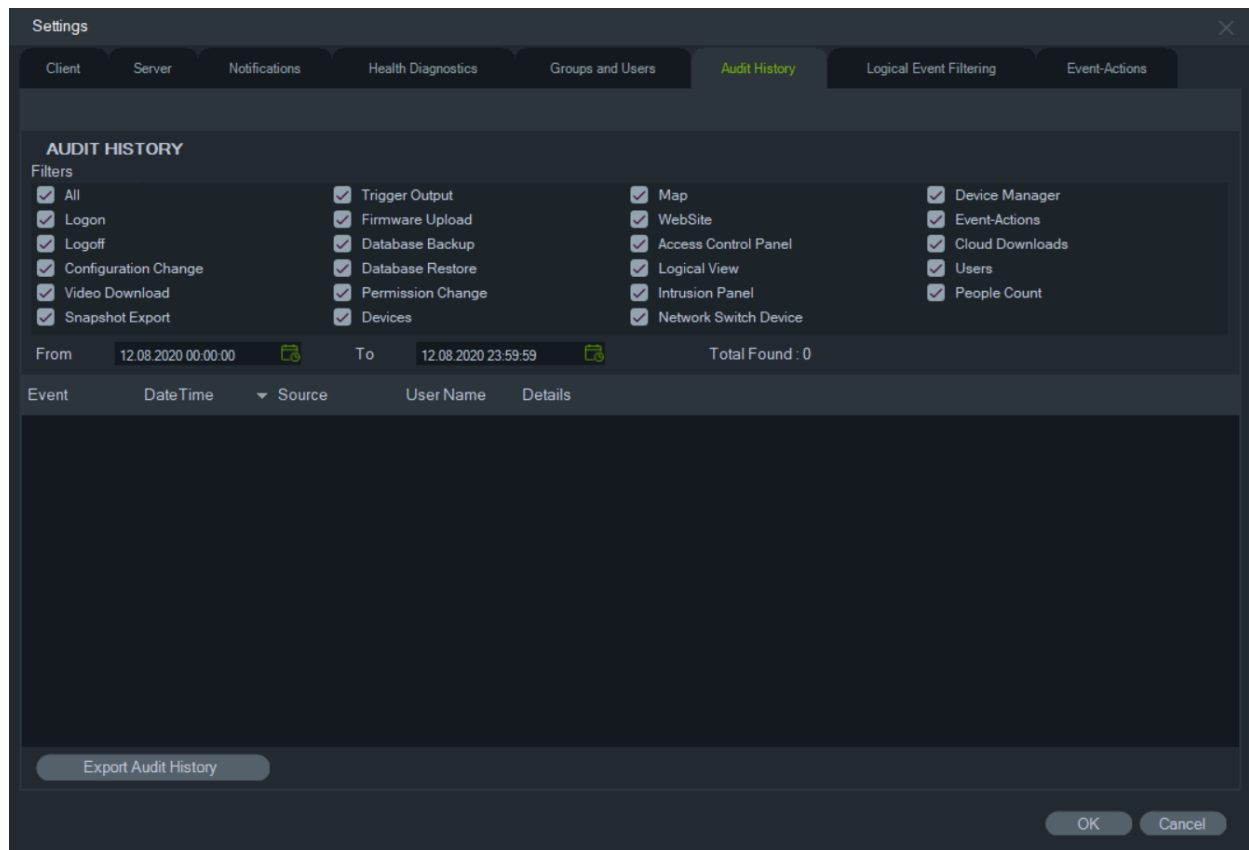 Settings
Client Server Notifications Health Diagnostics Groups and Users Audit History Logical Event Filtering Event-Actions
AUDIT HISTORY
Filters
All Trigger Output Map Device Manager
Logon Firmware Upload WebSite Event-Actions
Logoff Database Backup Access Control Panel Cloud Downloads
Configuration Change Database Restore Logical View Users
Video Download Permission Change Intrusion Panel People Count
Snapshot Export Devices Network Switch Device
From 12.08.2020 00:00:00 To 12.08.2020 23:59:59 Total Found : 0
Event DateTime Source User Name Details
Export Audit History
OK Cancel